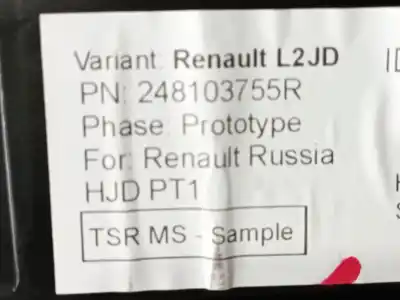 Variant: Renault L2JD
PN: 248103755R
Phase: Prototype
For: Renault Russia
HJD PT1
TSR MS - Sample